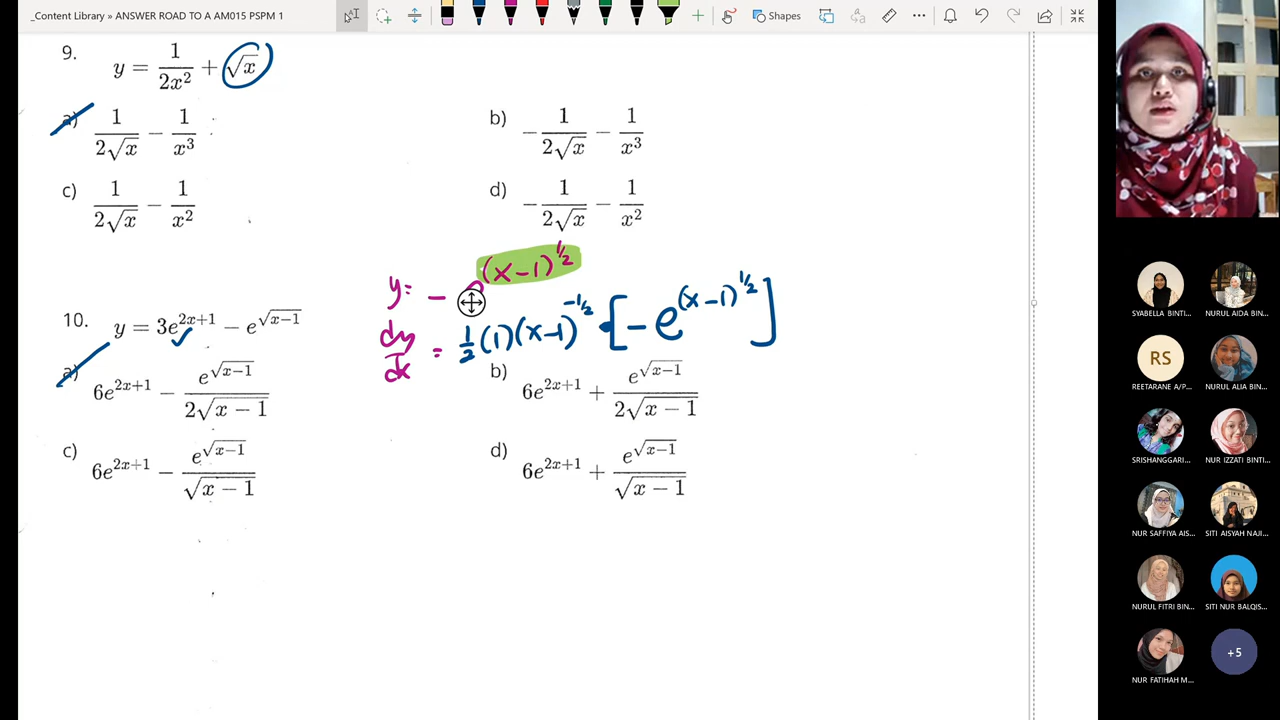 _Content Library » ANSWER ROAD TO A AM015 PSPM 1
Shapes
9.
y = 1/(2x²) + √x
a) 1/(2√x) − 1/x³
b) −1/(2√x) − 1/x³
c) 1/(2√x) − 1/x²
d) −1/(2√x) − 1/x²
y = − e^(x−1)^½
10.
y = 3e^(2x+1) − e^√(x−1)
dy/dx = ½(1)(x−1)^−½ [−e^(x−1)^½]
a) 6e^(2x+1) − e^√(x−1)/(2√(x−1))
b) 6e^(2x+1) + e^√(x−1)/(2√(x−1))
c) 6e^(2x+1) − e^√(x−1)/√(x−1)
d) 6e^(2x+1) + e^√(x−1)/√(x−1)
SYABELLA BINTI...
NURUL AIDA BIN...
RS
REETARANE A/P...
NURUL ALIA BIN...
SRISHANGGARI...
NUR IZZATI BINTI...
NUR SAFFIYA AIS...
SITI AISYAH NAJI...
NURUL FITRI BIN...
SITI NUR BALQIS...
NUR FATIHAH M...
+5